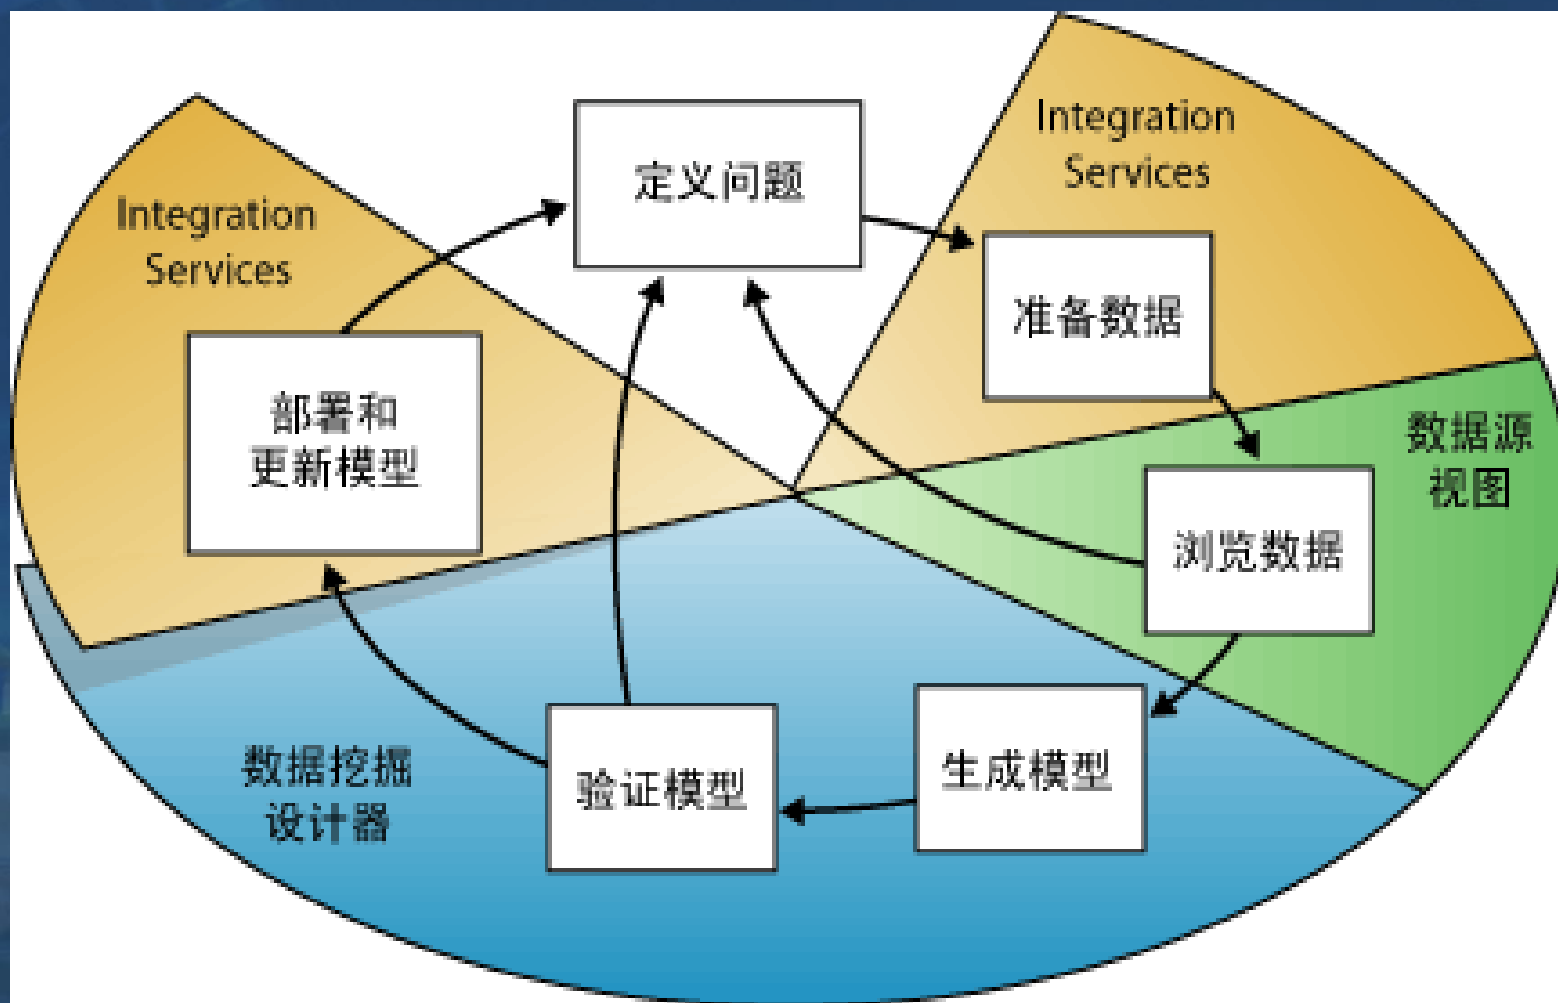 定义问题
Integration
Services
准备数据
数据源
视图
浏览数据
生成模型
验证模型
数据挖掘
设计器
Integration
Services
部署和
更新模型